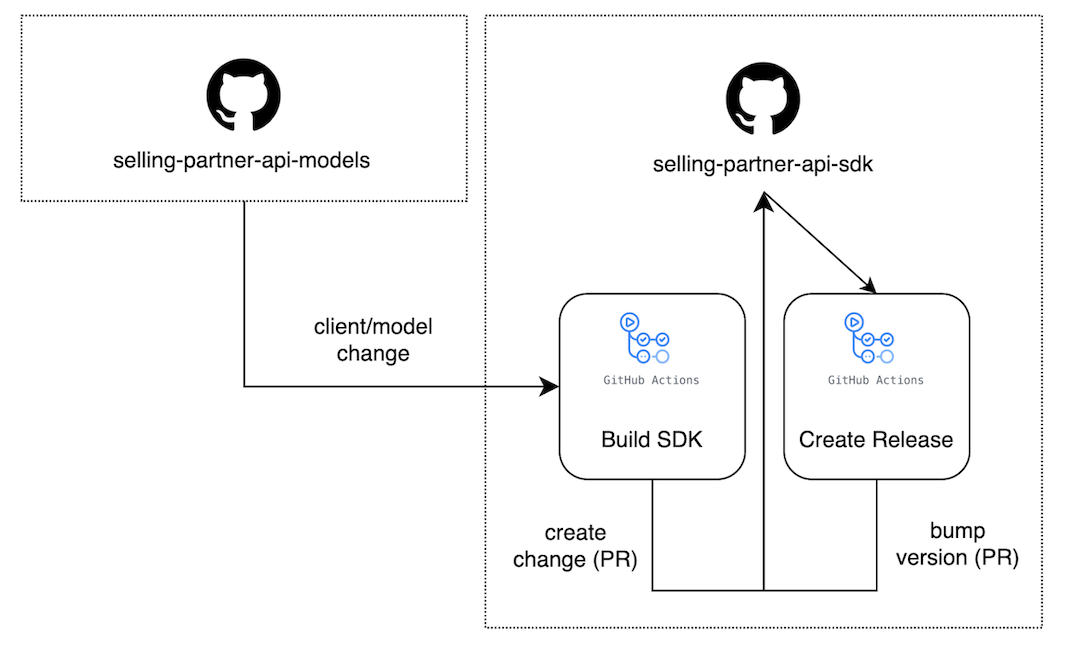 selling-partner-api-models
selling-partner-api-sdk
client/model
change
GitHub Actions
Build SDK
GitHub Actions
Create Release
create
change (PR)
bump
version (PR)